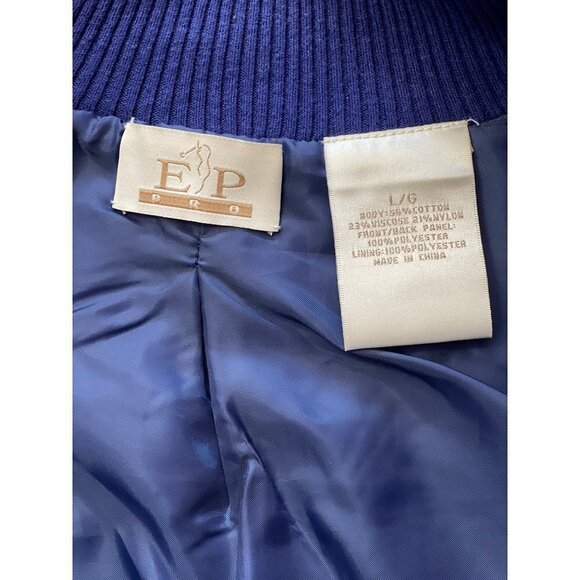 EP
PRO
L/G
BODY:56%COTTON
23%VISCOSE 21%NYLON
FRONT/BACK PANEL:
100%POLYESTER
LINING:100%POLYESTER
MADE IN CHINA